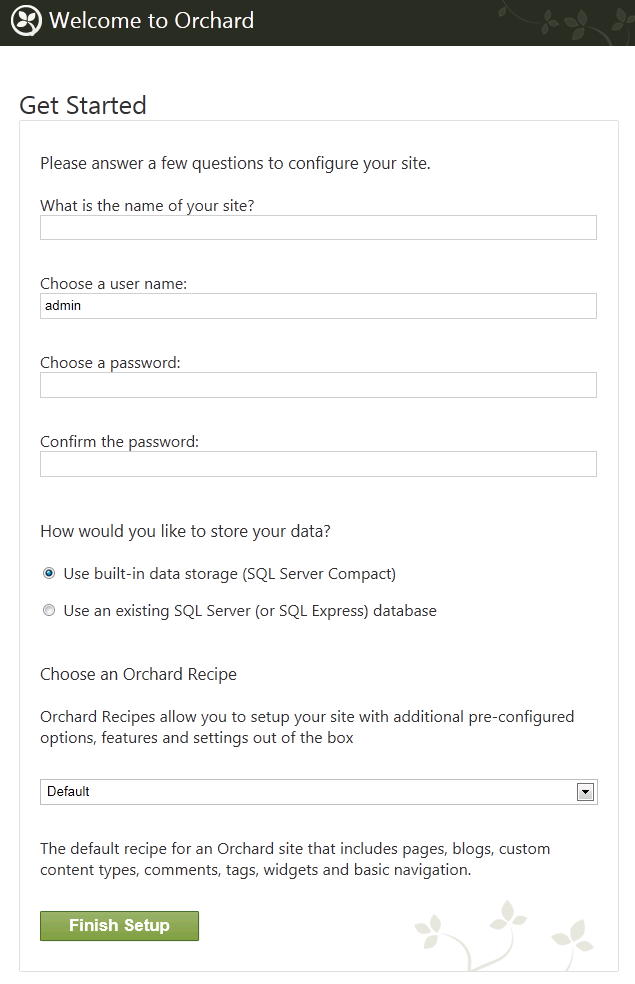 Welcome to Orchard
Get Started
Please answer a few questions to configure your site.
What is the name of your site?
Choose a user name:
admin
Choose a password:
Confirm the password:
How would you like to store your data?
Use built-in data storage (SQL Server Compact)
Use an existing SQL Server (or SQL Express) database
Choose an Orchard Recipe
Orchard Recipes allow you to setup your site with additional pre-configured
options, features and settings out of the box
Default
The default recipe for an Orchard site that includes pages, blogs, custom
content types, comments, tags, widgets and basic navigation.
Finish Setup